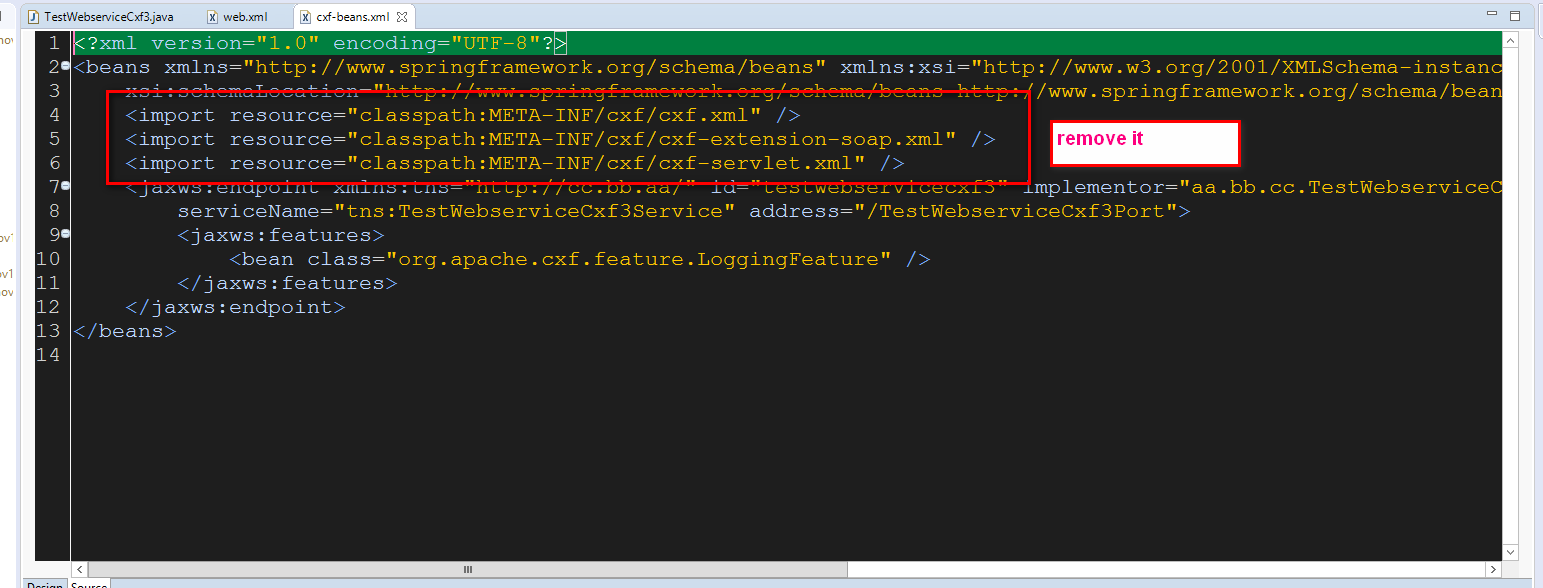 TestWebserviceCxf3.java web.xml cxf-beans.xml
1 <?xml version="1.0" encoding="UTF-8"?>
2 <beans xmlns="http://www.springframework.org/schema/beans" xmlns:xsi="http://www.w3.org/2001/XMLSchema-instanc
3 xsi:schemaLocation="http://www.springframework.org/schema/beans http://www.springframework.org/schema/bean
4 <import resource="classpath:META-INF/cxf/cxf.xml" />
5 <import resource="classpath:META-INF/cxf/cxf-extension-soap.xml" />
remove it
6 <import resource="classpath:META-INF/cxf/cxf-servlet.xml" />
7 <jaxws:endpoint xmlns:tns="http://cc.bb.aa/" id="testwebservicecxf3" implementor="aa.bb.cc.TestWebserviceC
8 serviceName="tns:TestWebserviceCxf3Service" address="/TestWebserviceCxf3Port">
9 <jaxws:features>
10 <bean class="org.apache.cxf.feature.LoggingFeature" />
11 </jaxws:features>
12 </jaxws:endpoint>
13 </beans>
14
Design Source